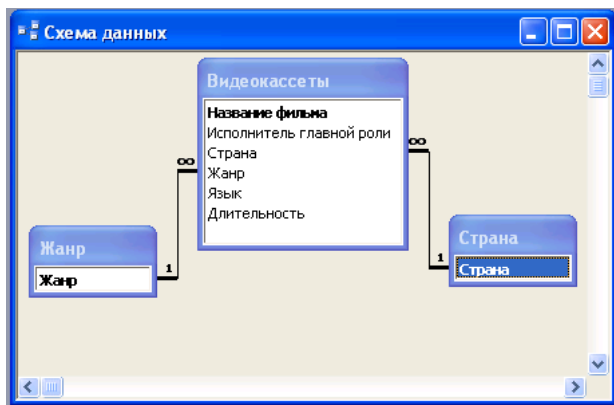 Схема данных
Видеокассеты
Название фильма
Исполнитель главной роли
Страна
Жанр
Язык
Длительность
∞
∞
Жанр
Жанр
1
Страна
Страна
1